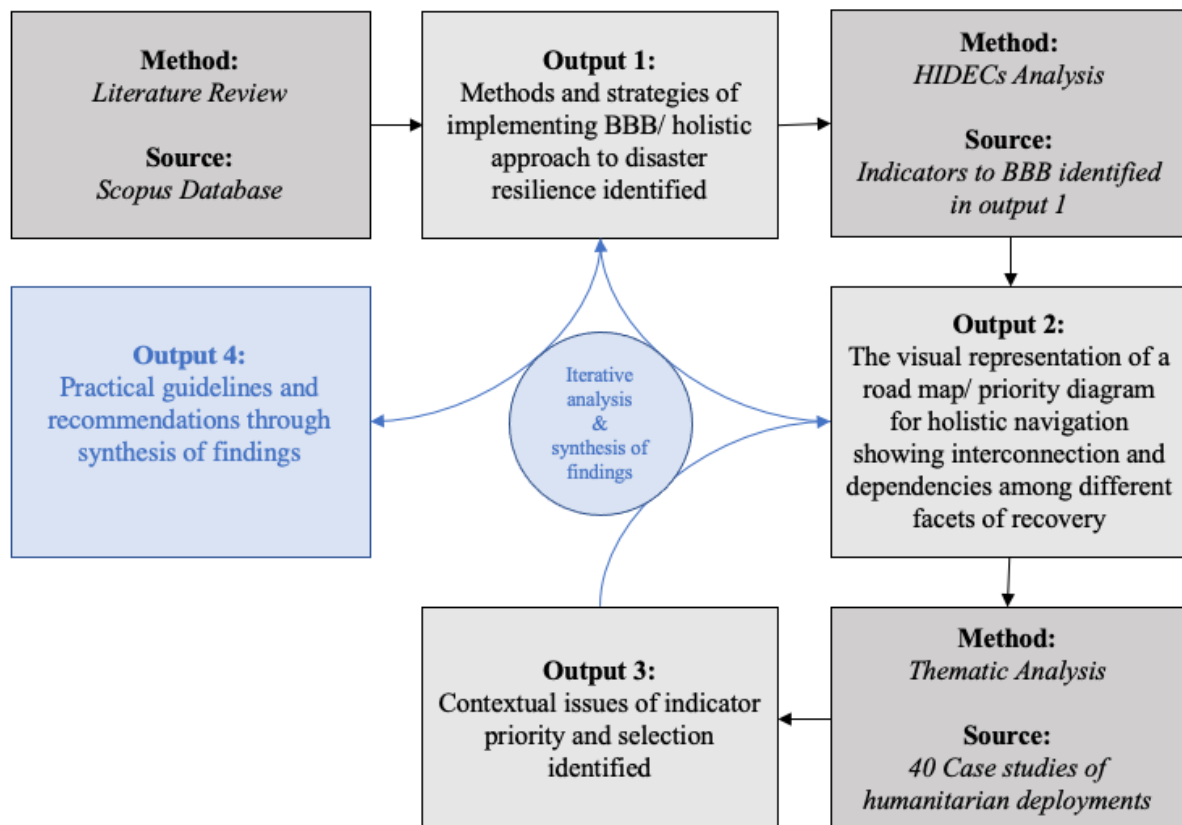 Method:
Literature Review
Source:
Scopus Database
Output 1:
Methods and strategies of
implementing BBB/ holistic
approach to disaster
resilience identified
Method:
HIDECs Analysis
Source:
Indicators to BBB identified
in output 1
Output 4:
Practical guidelines and
recommendations through
synthesis of findings
Iterative
analysis
&
synthesis of
findings
Output 2:
The visual representation of a
road map/ priority diagram
for holistic navigation
showing interconnection and
dependencies among different
facets of recovery
Output 3:
Contextual issues of indicator
priority and selection
identified
Method:
Thematic Analysis
Source:
40 Case studies of
humanitarian deployments